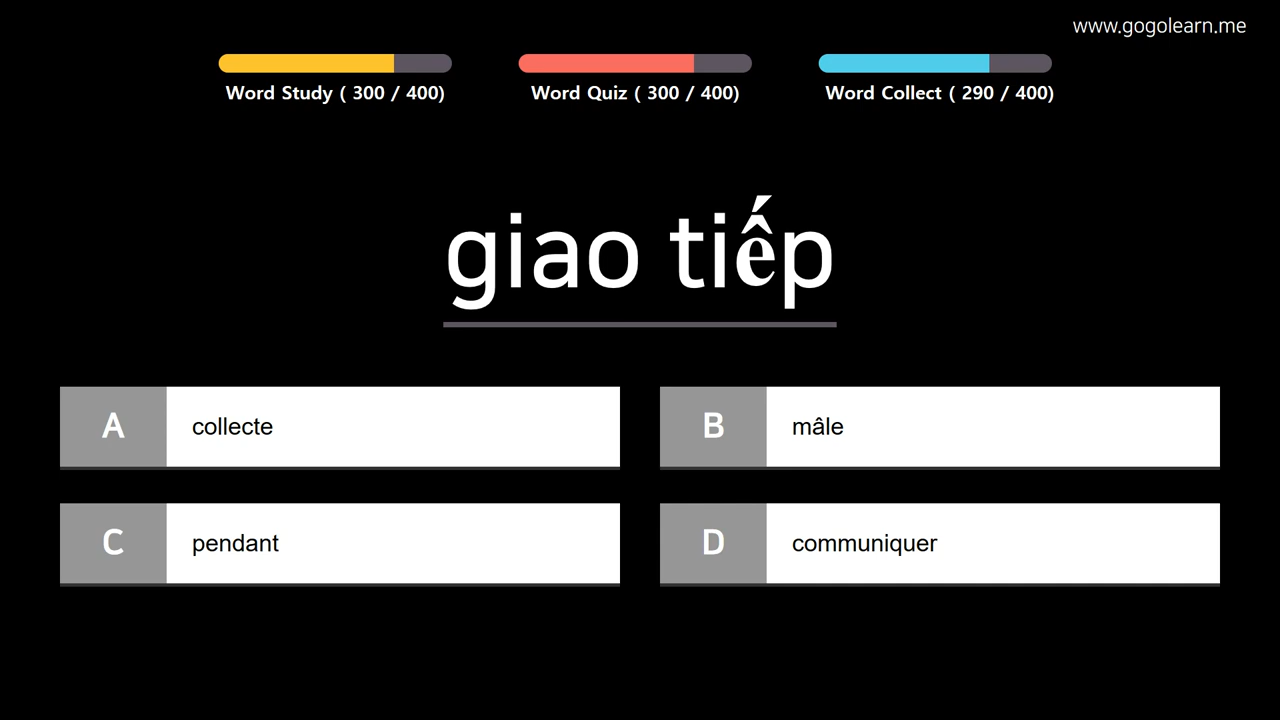 www.gogolearn.me
Word Study ( 300 / 400)
Word Quiz ( 300 / 400)
Word Collect ( 290 / 400)
giao tiếp
A collecte
B mâle
C pendant
D communiquer